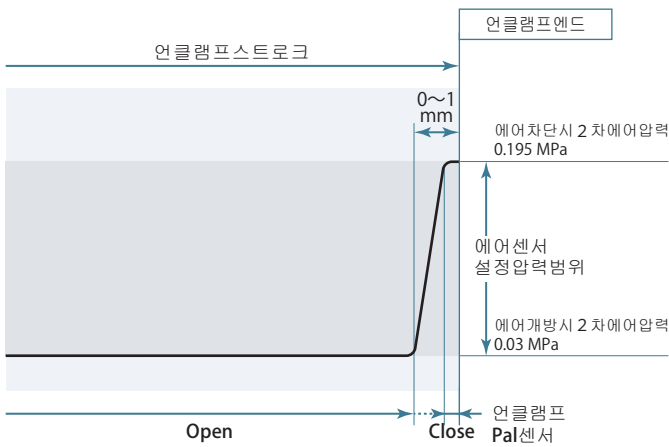 언클램프엔드
언클램프스트로크
0～1
mm
에어차단시 2 차에어압력
0.195 MPa
에어센서
설정압력범위
에어개방시 2 차에어압력
0.03 MPa
Open
Close
언클램프
Pal센서